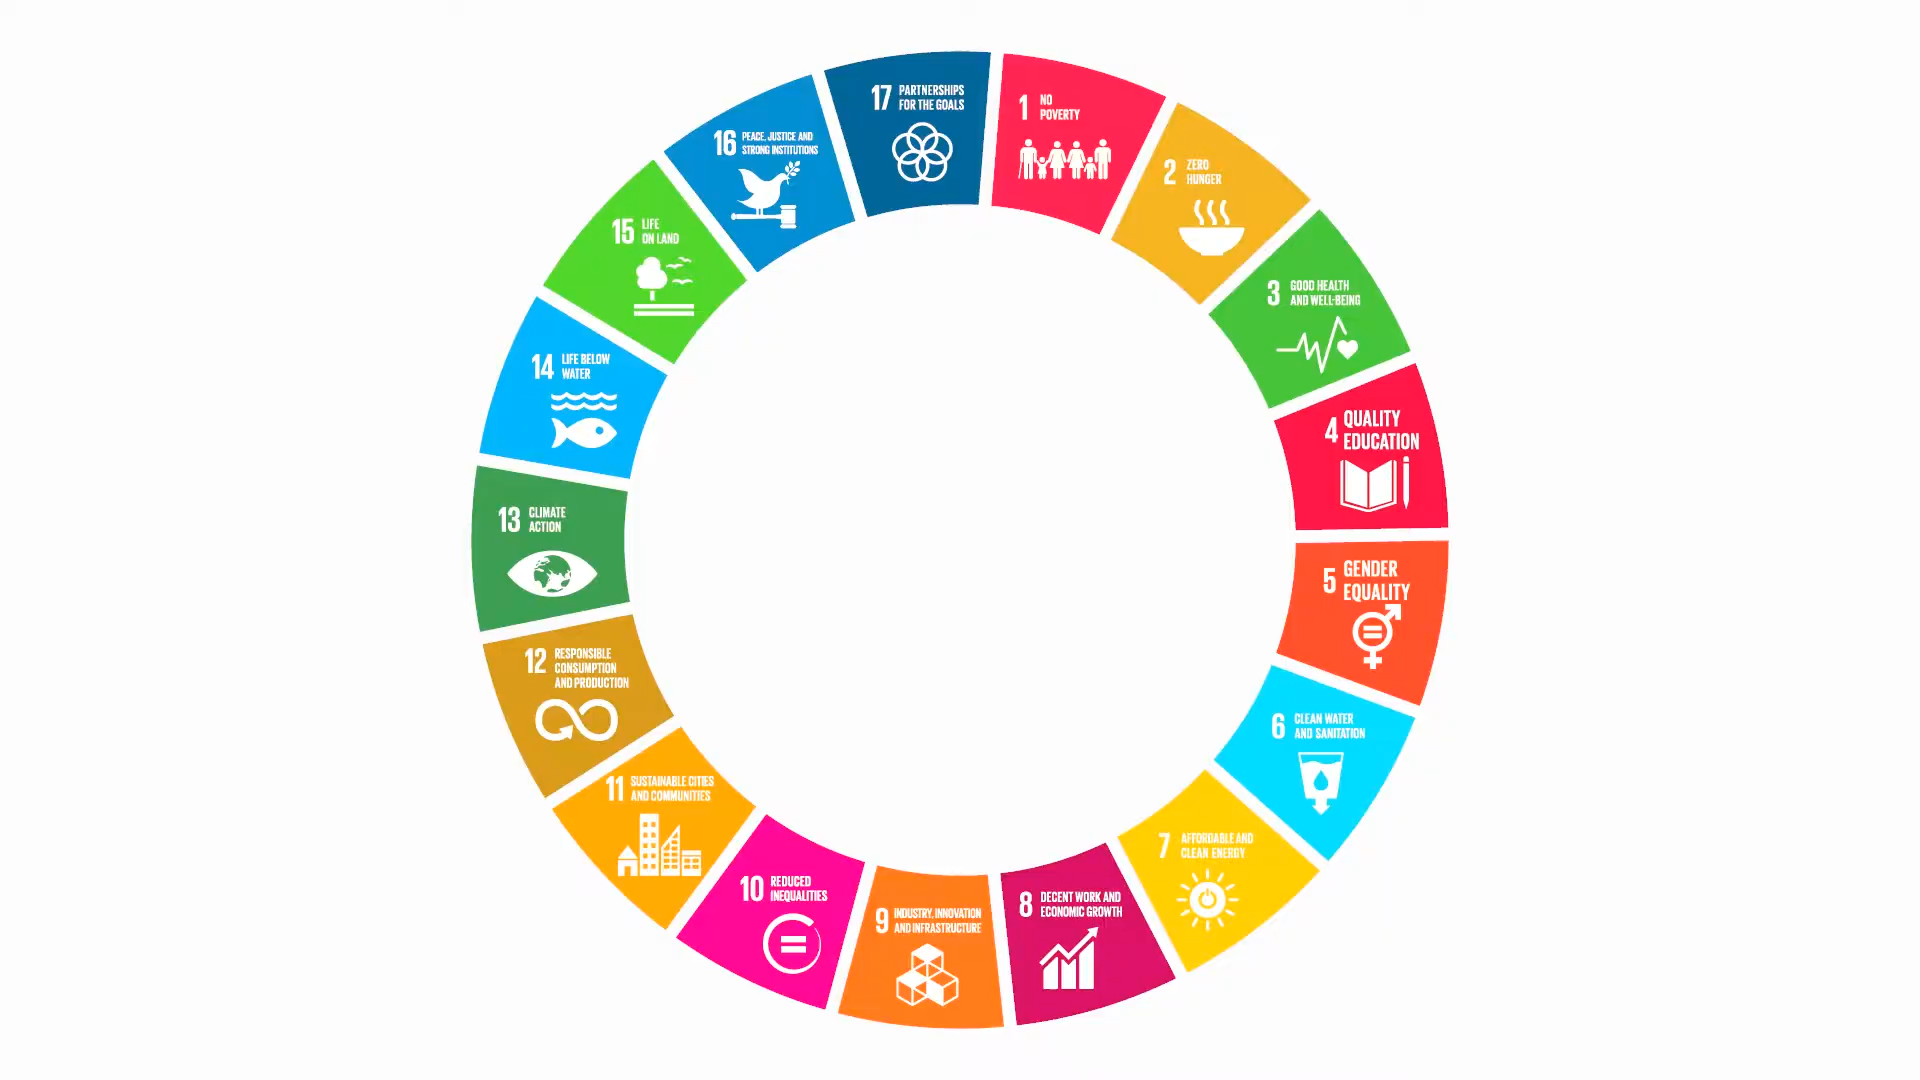 1 NO
POVERTY
2 ZERO
HUNGER
3 GOOD HEALTH
AND WELL-BEING
4 QUALITY
EDUCATION
5 GENDER
EQUALITY
6 CLEAN WATER
AND SANITATION
7 AFFORDABLE AND
CLEAN ENERGY
8 DECENT WORK AND
ECONOMIC GROWTH
9 INDUSTRY, INNOVATION
AND INFRASTRUCTURE
10 REDUCED
INEQUALITIES
11 SUSTAINABLE CITIES
AND COMMUNITIES
12 RESPONSIBLE
CONSUMPTION
AND PRODUCTION
13 CLIMATE
ACTION
14 LIFE BELOW
WATER
15 LIFE
ON LAND
16 PEACE, JUSTICE AND
STRONG INSTITUTIONS
17 PARTNERSHIPS
FOR THE GOALS